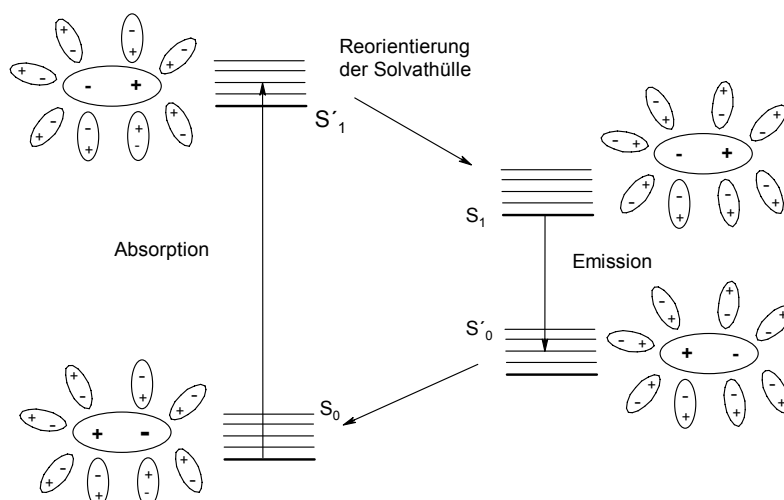 Reorientierung
der Solvathülle
- +
S´1
- +
S1
Absorption
Emission
S´0
+ -
S0
+ -